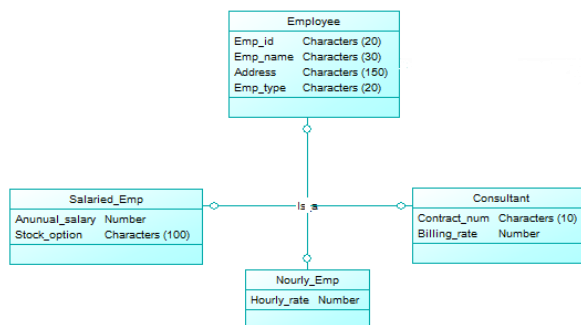 Employee
Emp_id Characters (20)
Emp_name Characters (30)
Address Characters (150)
Emp_type Characters (20)
Salaried_Emp
Anunual_salary Number
Stock_option Characters (100)
Is_a
Consultant
Contract_num Characters (10)
Billing_rate Number
Nourly_Emp
Hourly_rate Number